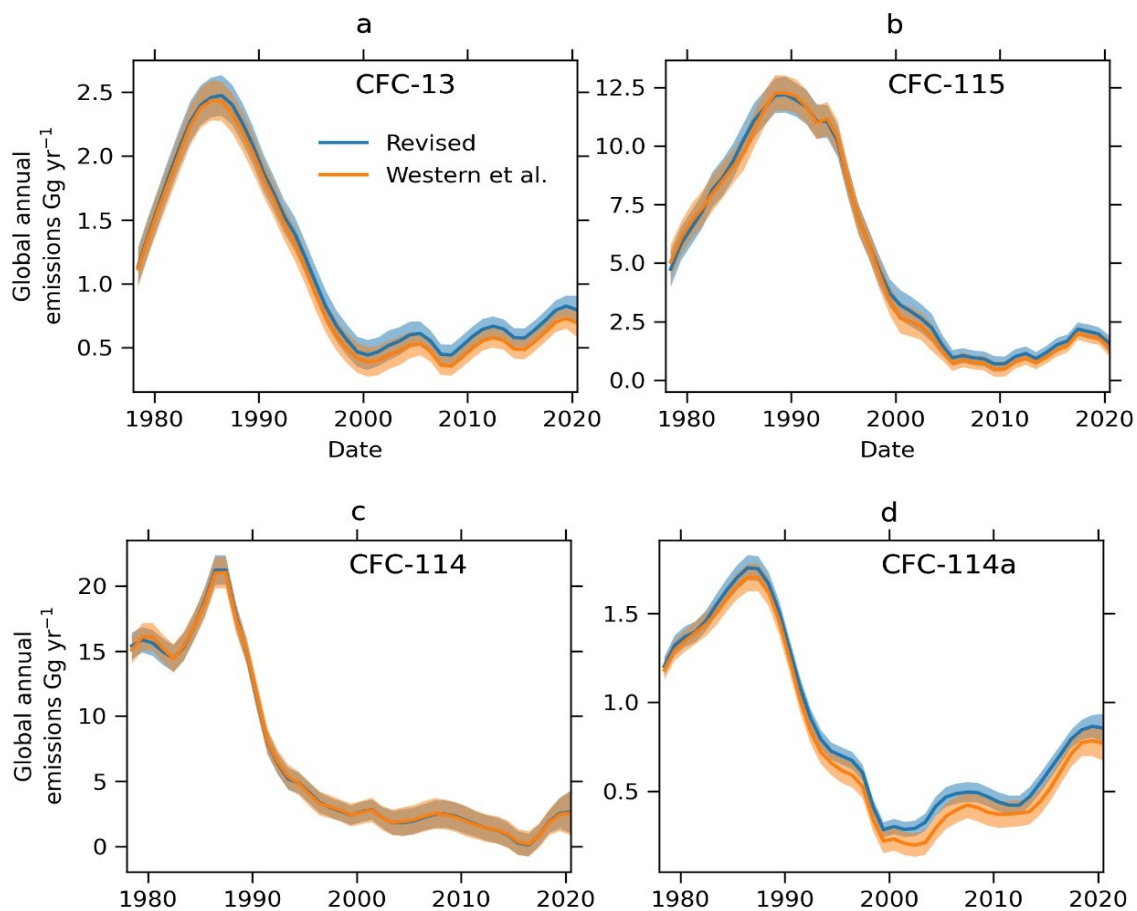 a
CFC-13
Global annual
emissions Gg yr⁻¹
2.5
2.0
1.5
1.0
0.5
Revised
Western et al.
1980 1990 2000 2010 2020
Date
b
CFC-115
12.5
10.0
7.5
5.0
2.5
0.0
1980 1990 2000 2010 2020
Date
c
CFC-114
Global annual
emissions Gg yr⁻¹
20
15
10
5
0
1980 1990 2000 2010 2020
d
CFC-114a
1.5
1.0
0.5
1980 1990 2000 2010 2020